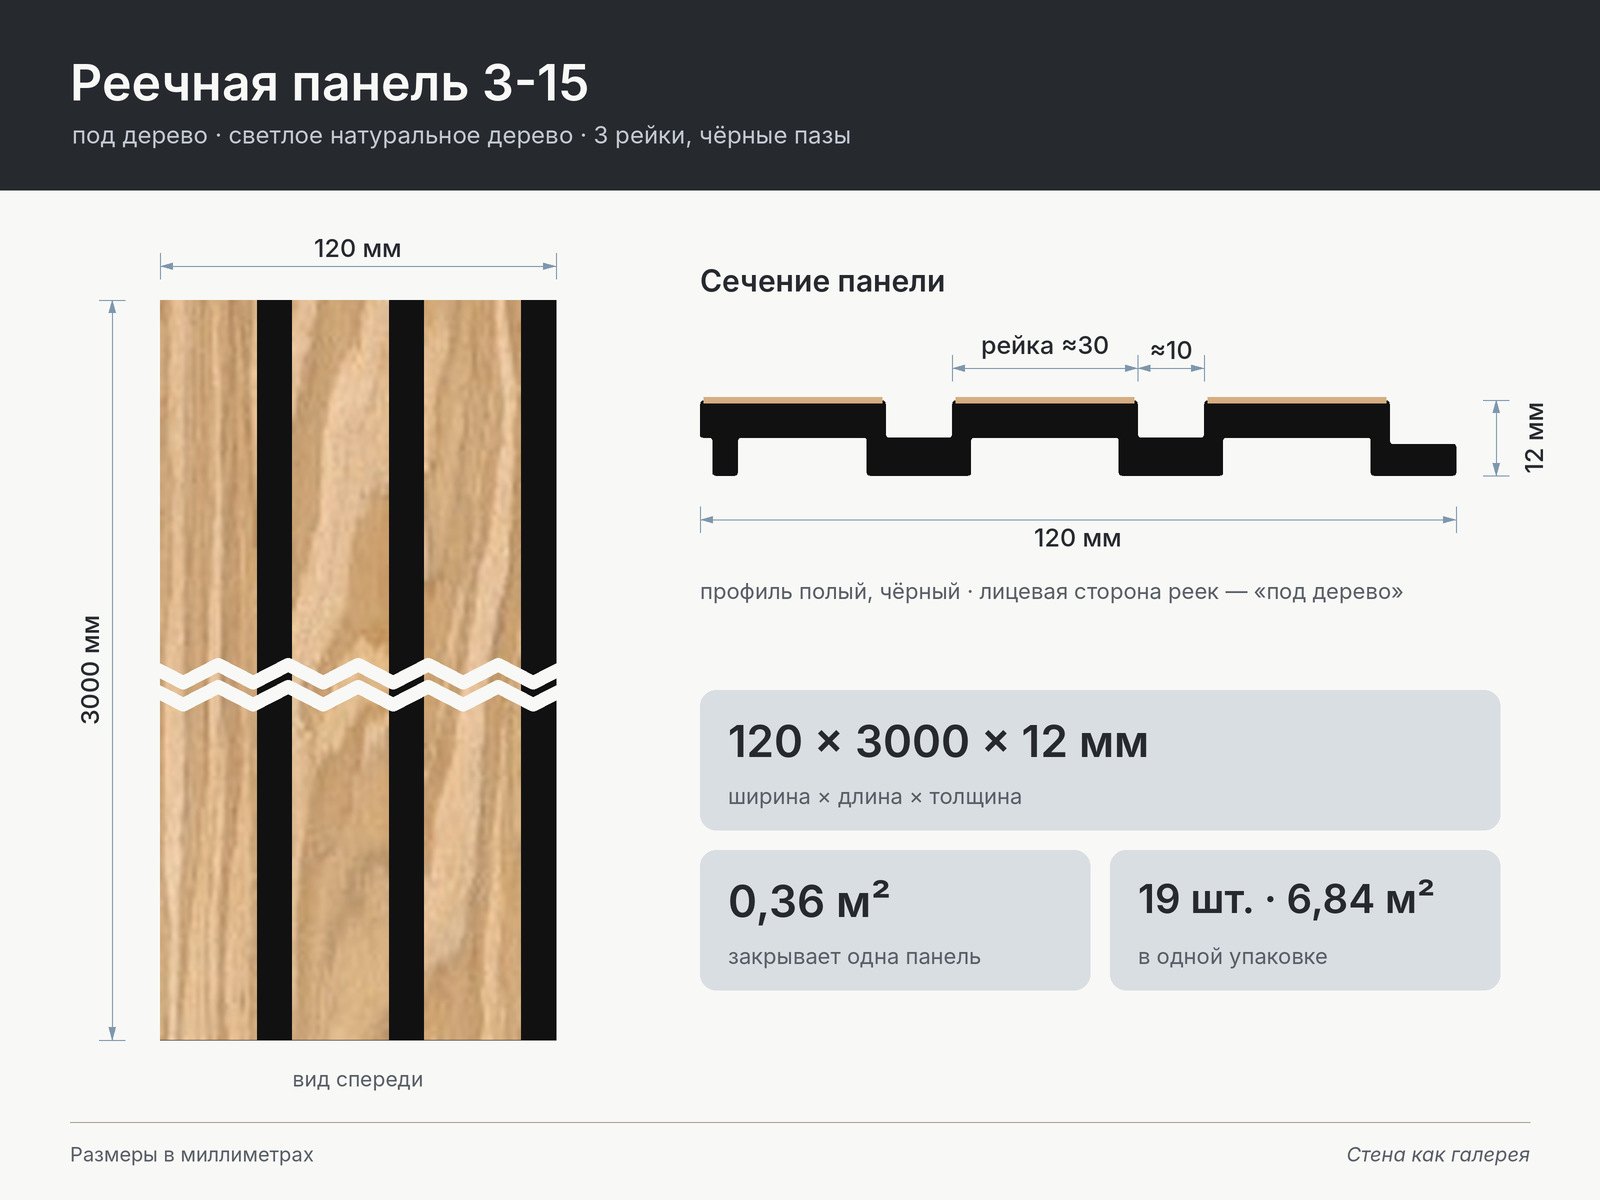 Реечная панель 3-15
под дерево · светлое натуральное дерево · 3 рейки, чёрные пазы
120 мм
3000 мм
вид спереди
Сечение панели
рейка ≈30
≈10
12 мм
120 мм
профиль полый, чёрный · лицевая сторона реек — «под дерево»
120 × 3000 × 12 мм
ширина × длина × толщина
0,36 м²
закрывает одна панель
19 шт. · 6,84 м²
в одной упаковке
Размеры в миллиметрах
Стена как галерея